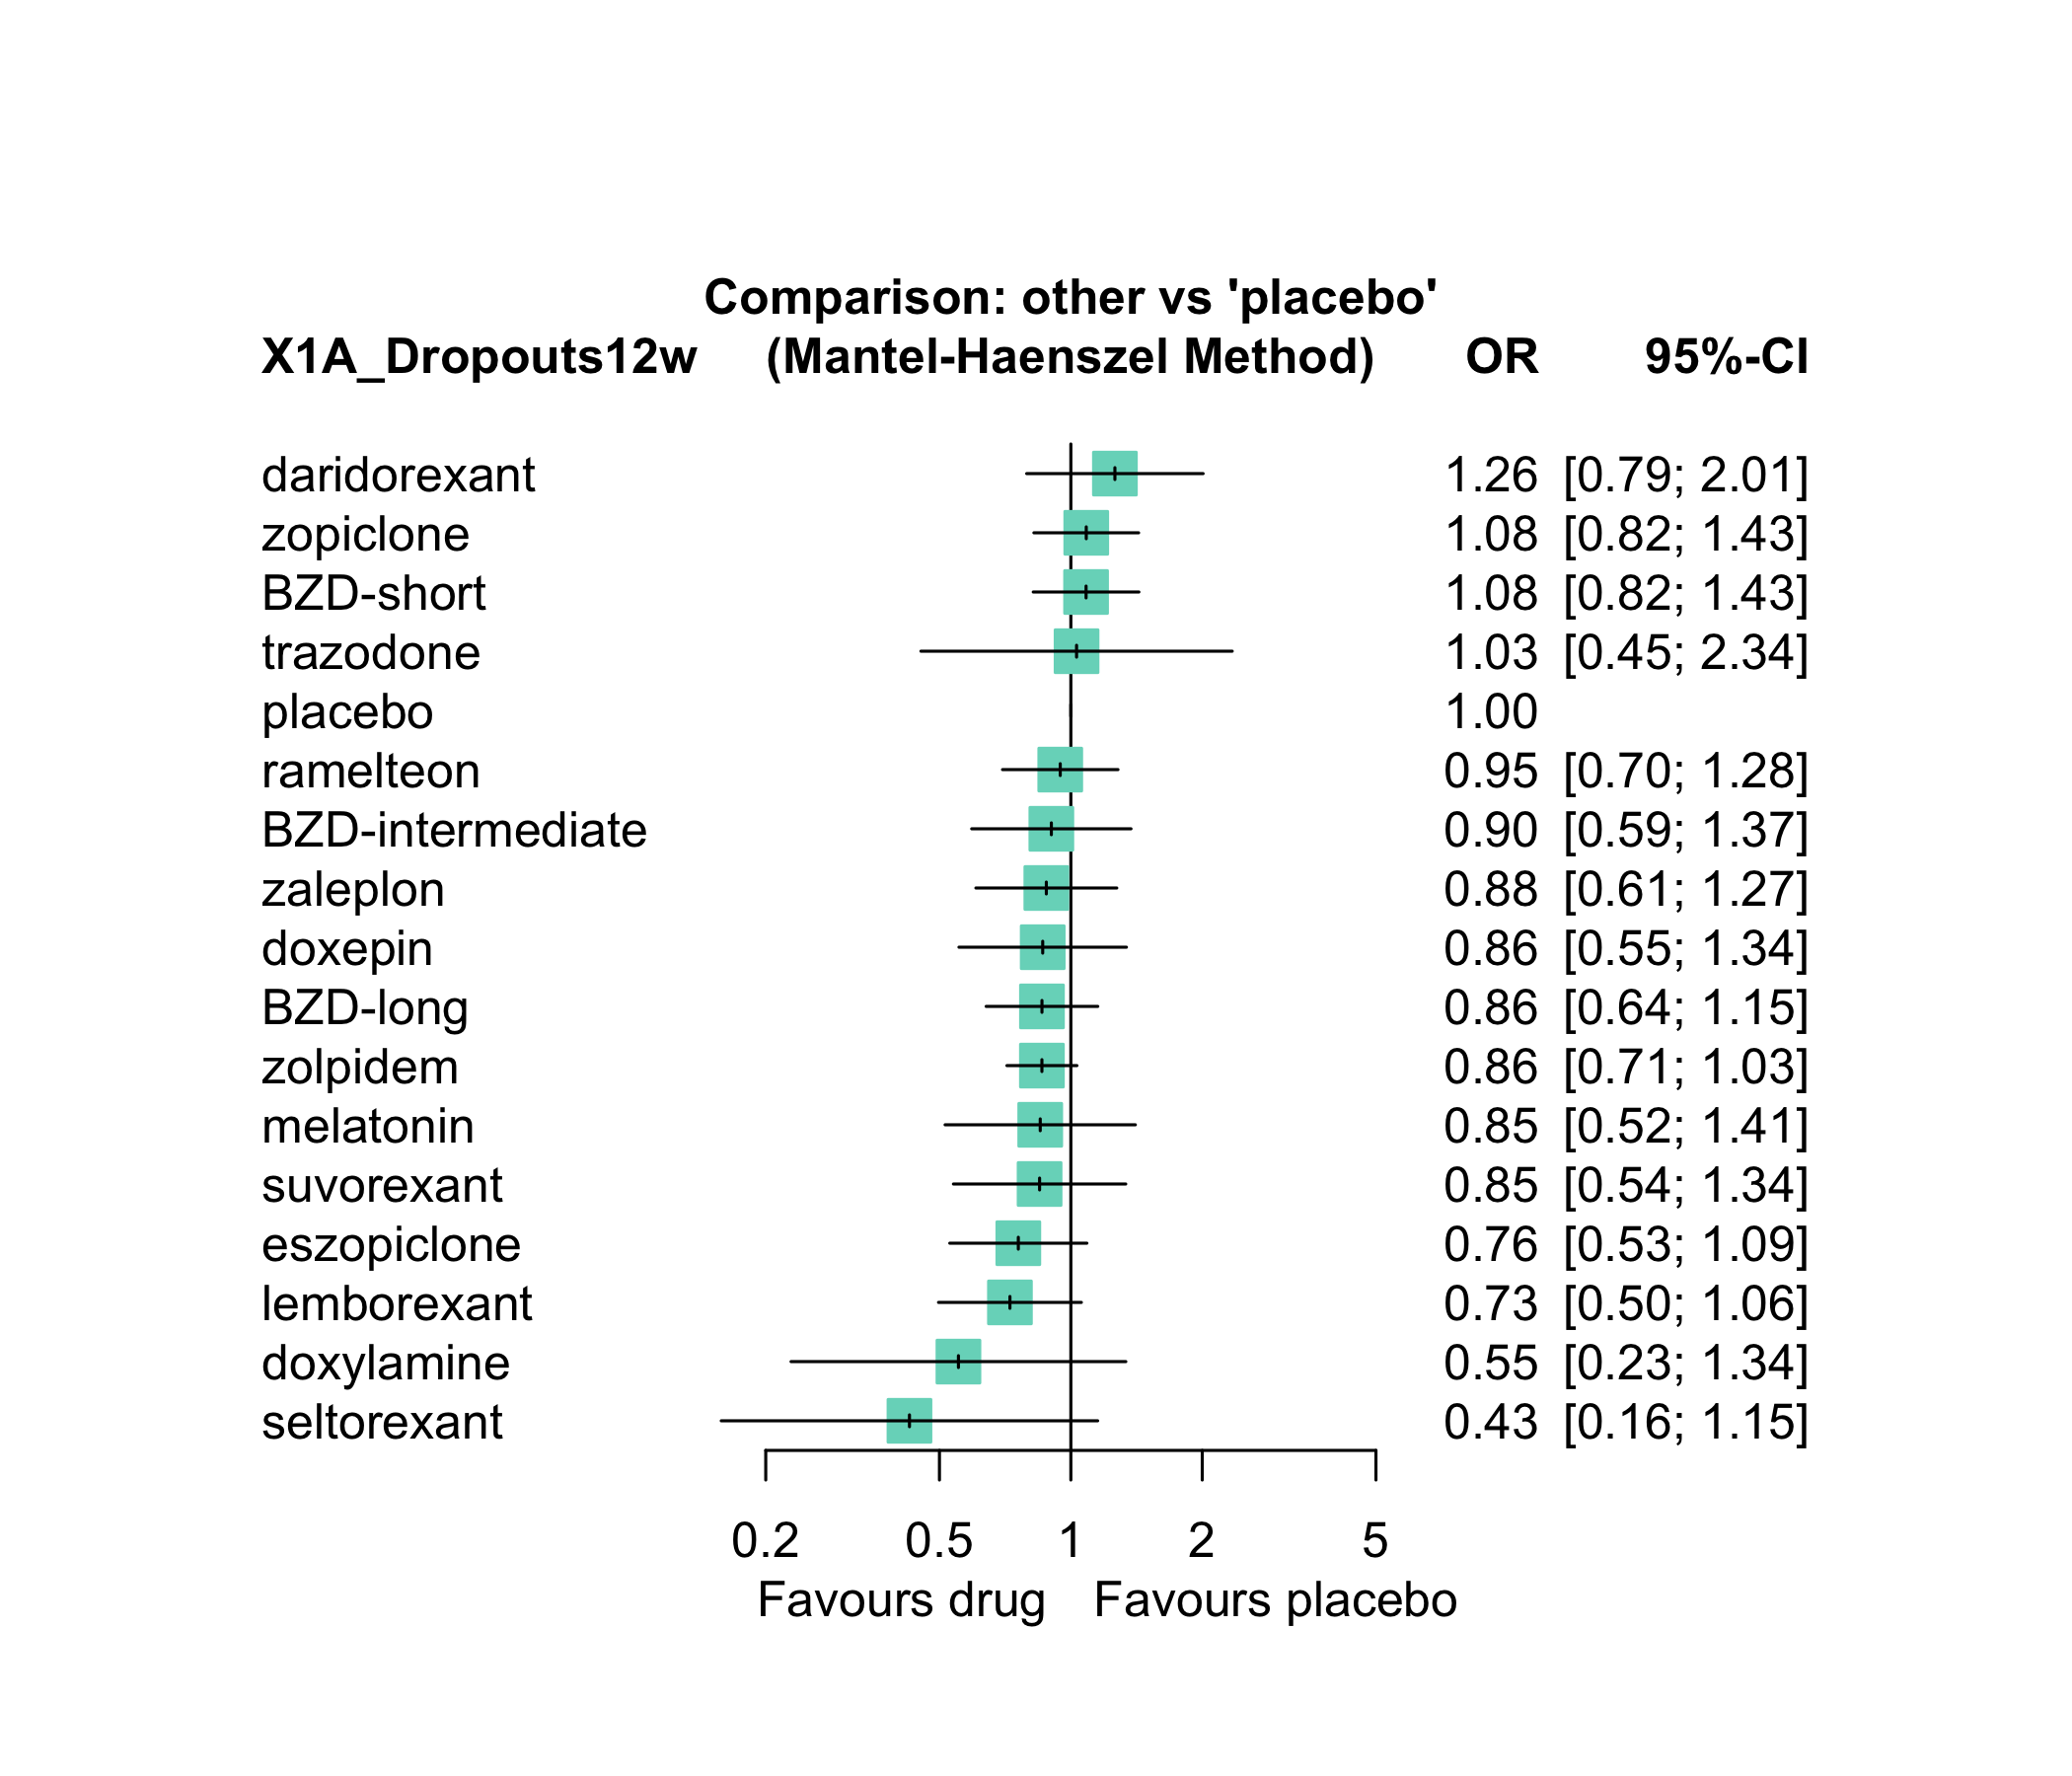 Comparison: other vs 'placebo'
X1A_Dropouts12w (Mantel-Haenszel Method) OR 95%-CI
daridorexant 1.26 [0.79; 2.01]
zopiclone 1.08 [0.82; 1.43]
BZD-short 1.08 [0.82; 1.43]
trazodone 1.03 [0.45; 2.34]
placebo 1.00
ramelteon 0.95 [0.70; 1.28]
BZD-intermediate 0.90 [0.59; 1.37]
zaleplon 0.88 [0.61; 1.27]
doxepin 0.86 [0.55; 1.34]
BZD-long 0.86 [0.64; 1.15]
zolpidem 0.86 [0.71; 1.03]
melatonin 0.85 [0.52; 1.41]
suvorexant 0.85 [0.54; 1.34]
eszopiclone 0.76 [0.53; 1.09]
lemborexant 0.73 [0.50; 1.06]
doxylamine 0.55 [0.23; 1.34]
seltorexant 0.43 [0.16; 1.15]
0.2 0.5 1 2 5
Favours drug Favours placebo